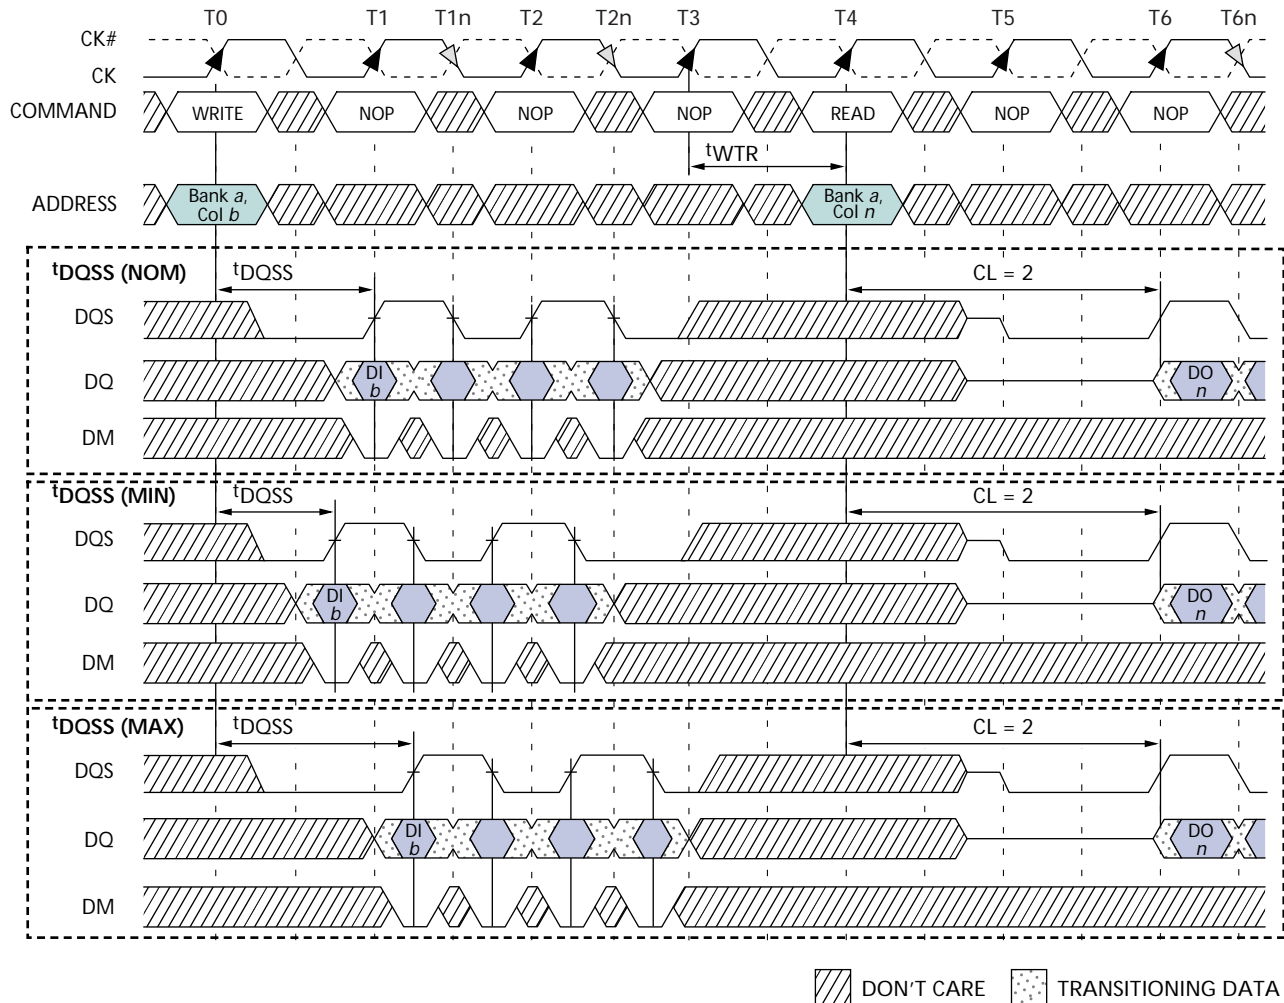 T0 T1 T1n T2 T2n T3 T4 T5 T6 T6n
CK#
CK
COMMAND WRITE NOP NOP NOP READ NOP NOP
tWTR
ADDRESS Bank a, Col b Bank a, Col n
tDQSS (NOM) tDQSS CL = 2
DQS
DQ DI b DO n
DM
tDQSS (MIN) tDQSS CL = 2
DQS
DQ DI b DO n
DM
tDQSS (MAX) tDQSS CL = 2
DQS
DQ DI b DO n
DM
DON'T CARE TRANSITIONING DATA